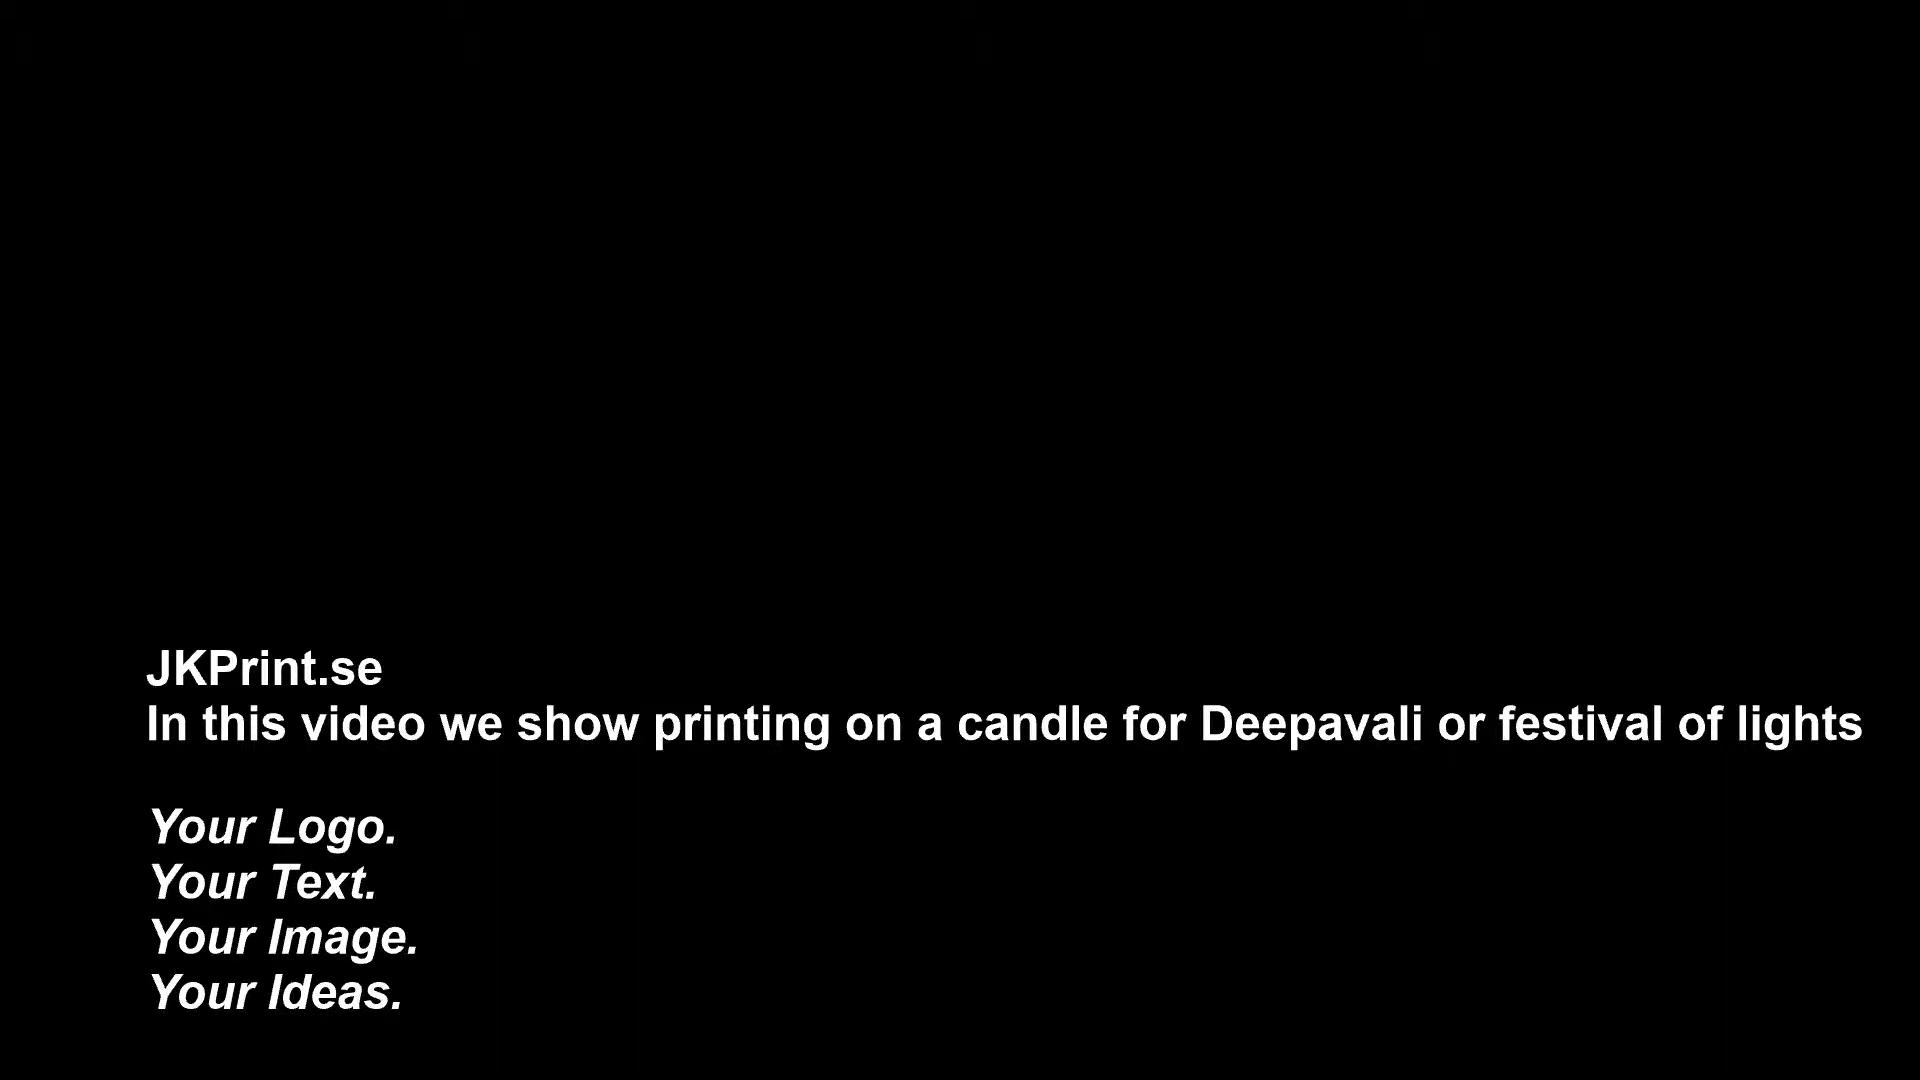 JKPrint.se
In this video we show printing on a candle for Deepavali or festival of lights
Your Logo.
Your Text.
Your Image.
Your Ideas.